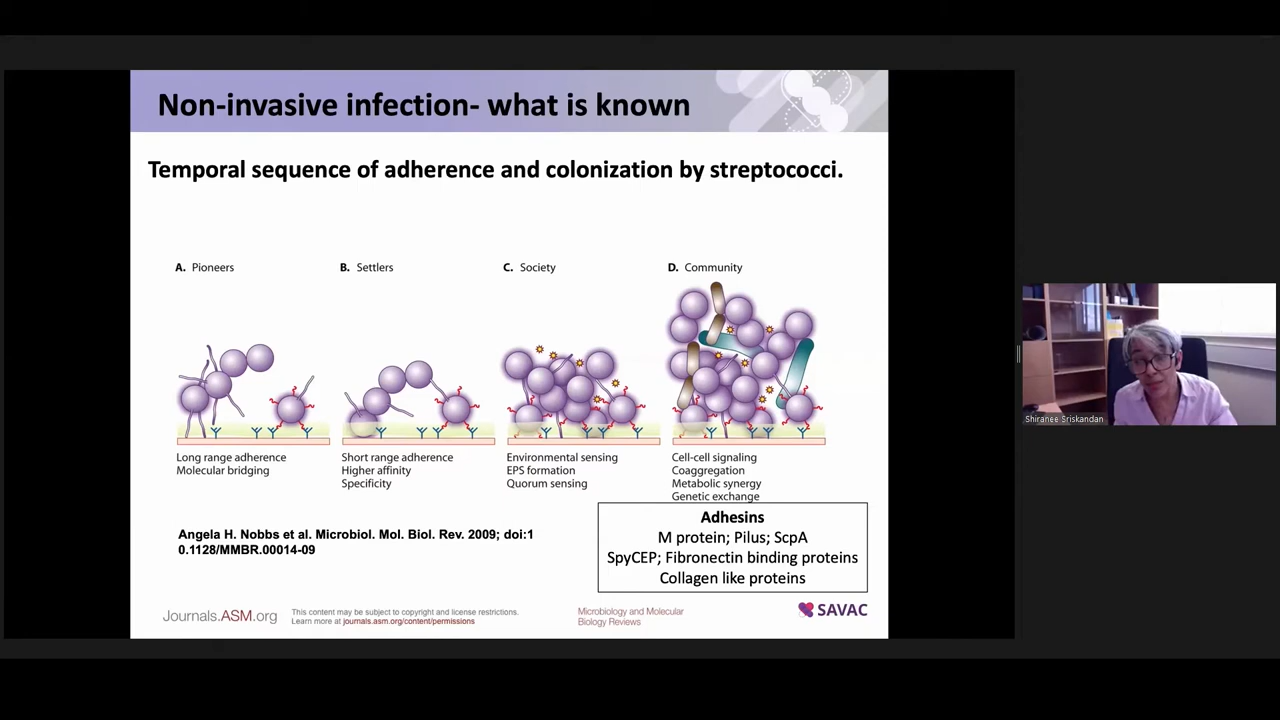 Non-invasive infection- what is known
Temporal sequence of adherence and colonization by streptococci.
A. Pioneers
B. Settlers
C. Society
D. Community
Long range adherence
Molecular bridging
Short range adherence
Higher affinity
Specificity
Environmental sensing
EPS formation
Quorum sensing
Cell-cell signaling
Coaggregation
Metabolic synergy
Genetic exchange
Adhesins
M protein; Pilus; ScpA
SpyCEP; Fibronectin binding proteins
Collagen like proteins
Angela H. Nobbs et al. Microbiol. Mol. Biol. Rev. 2009; doi:1
0.1128/MMBR.00014-09
Journals.ASM.org
This content may be subject to copyright and license restrictions.
Learn more at journals.asm.org/content/permissions
Microbiology and Molecular
Biology Reviews
SAVAC
Shiranee Sriskandan